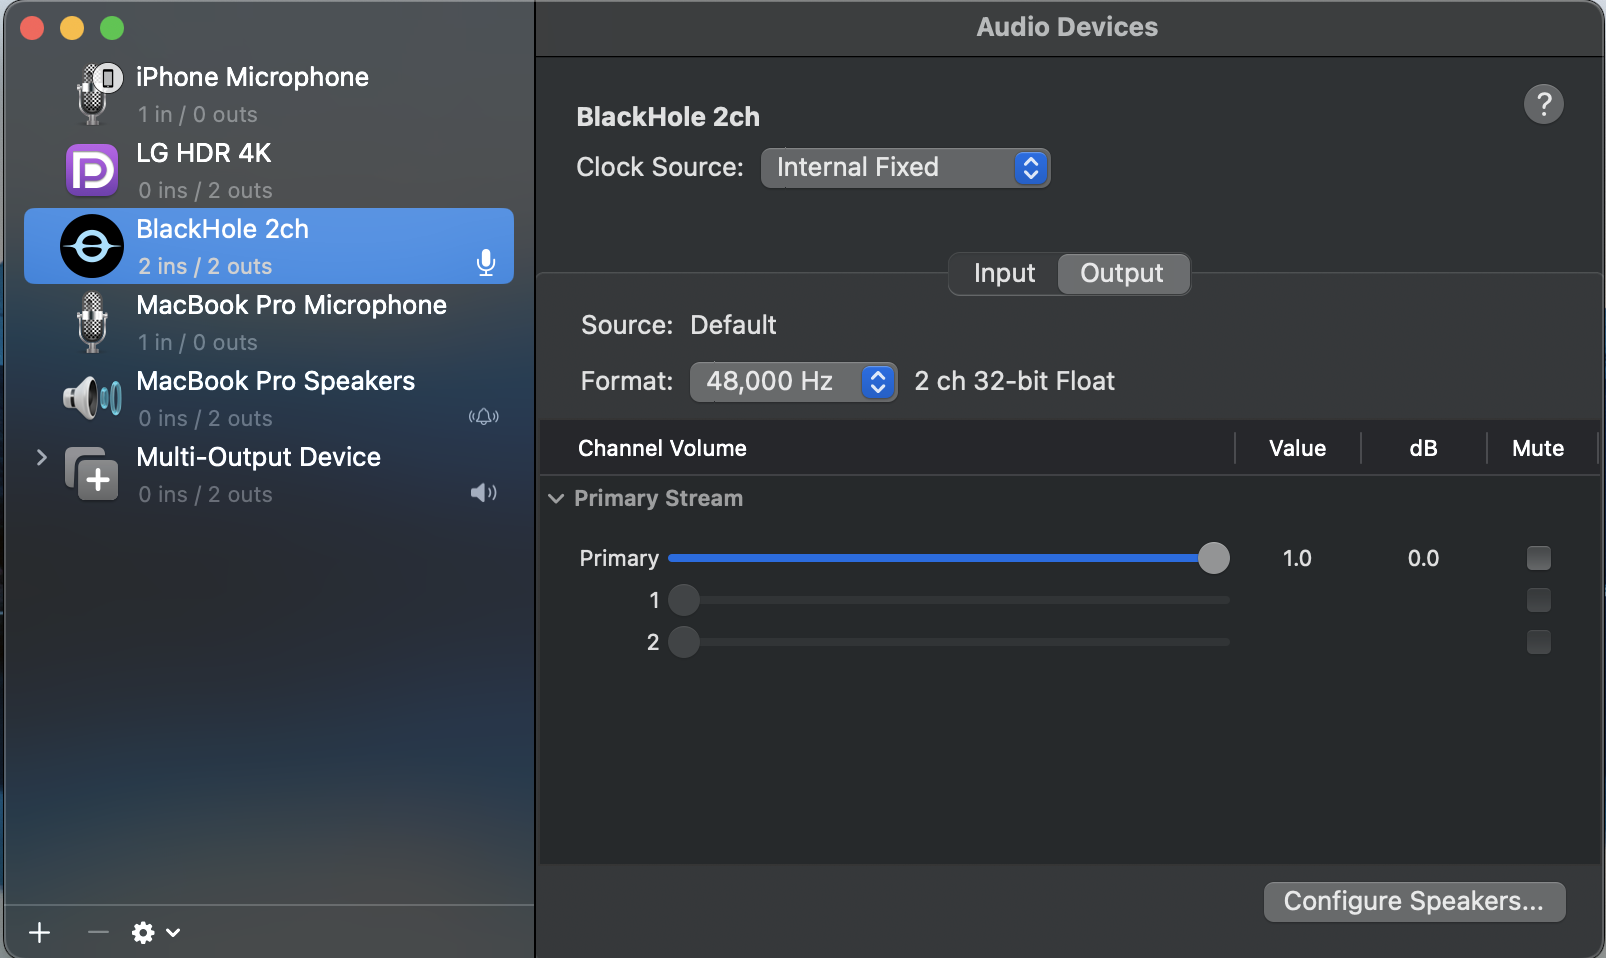 Audio Devices
iPhone Microphone
1 in / 0 outs
LG HDR 4K
0 ins / 2 outs
BlackHole 2ch
2 ins / 2 outs
MacBook Pro Microphone
1 in / 0 outs
MacBook Pro Speakers
0 ins / 2 outs
Multi-Output Device
0 ins / 2 outs
BlackHole 2ch
?
Clock Source: Internal Fixed
Input Output
Source: Default
Format: 48,000 Hz 2 ch 32-bit Float
Channel Volume Value dB Mute
Primary Stream
Primary 1.0 0.0
1
2
Configure Speakers...